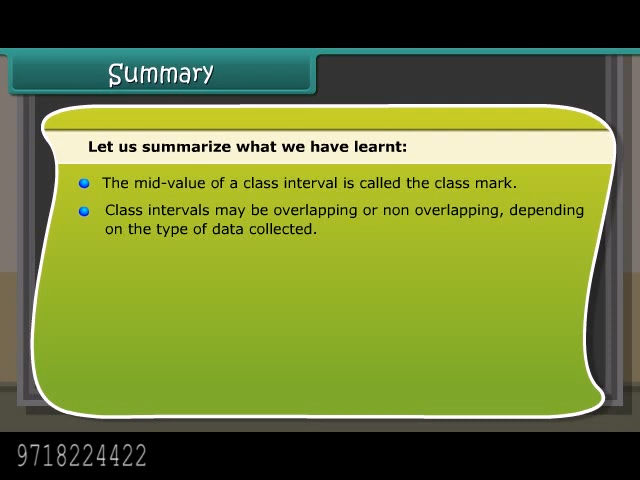 Summary
Let us summarize what we have learnt:
The mid-value of a class interval is called the class mark.
Class intervals may be overlapping or non overlapping, depending
on the type of data collected.
9718224422